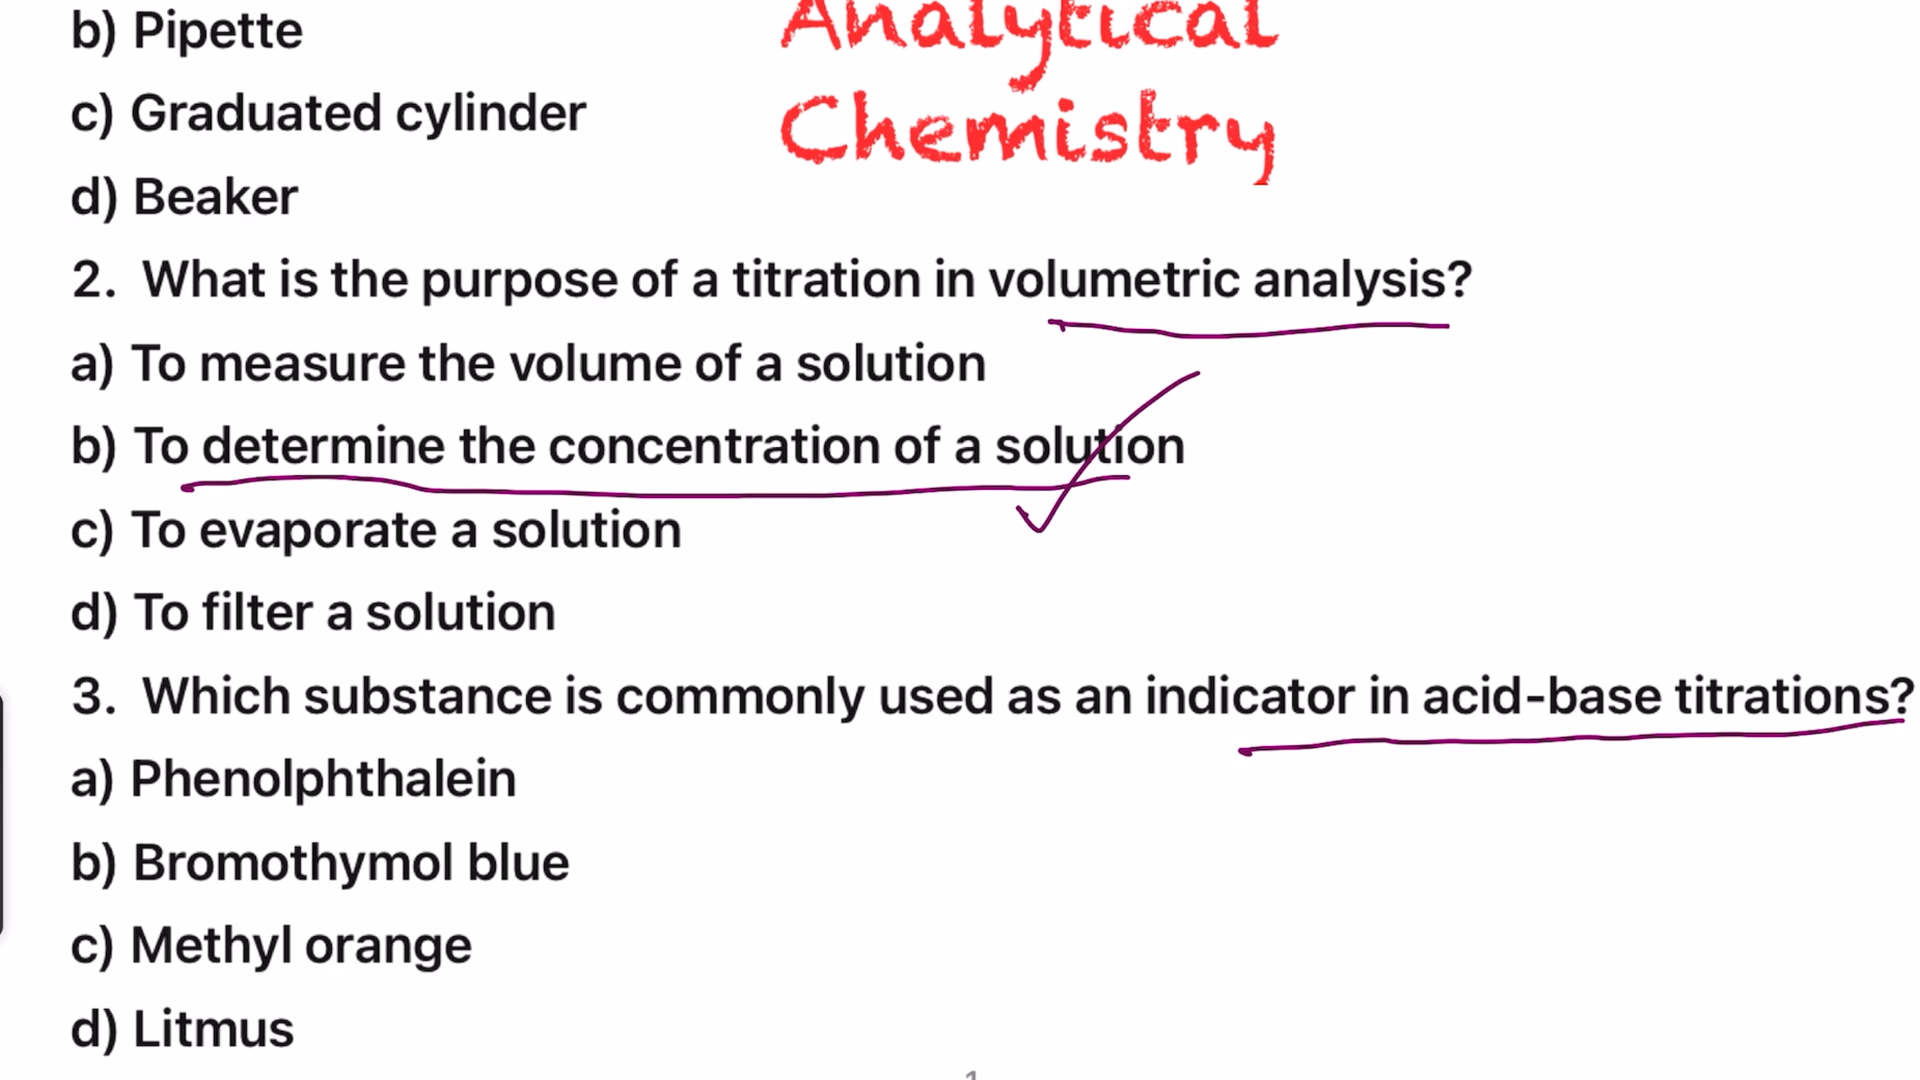 b) Pipette
Analytical
c) Graduated cylinder
Chemistry
d) Beaker
2. What is the purpose of a titration in volumetric analysis?
a) To measure the volume of a solution
b) To determine the concentration of a solution
c) To evaporate a solution
d) To filter a solution
3. Which substance is commonly used as an indicator in acid-base titrations?
a) Phenolphthalein
b) Bromothymol blue
c) Methyl orange
d) Litmus
1